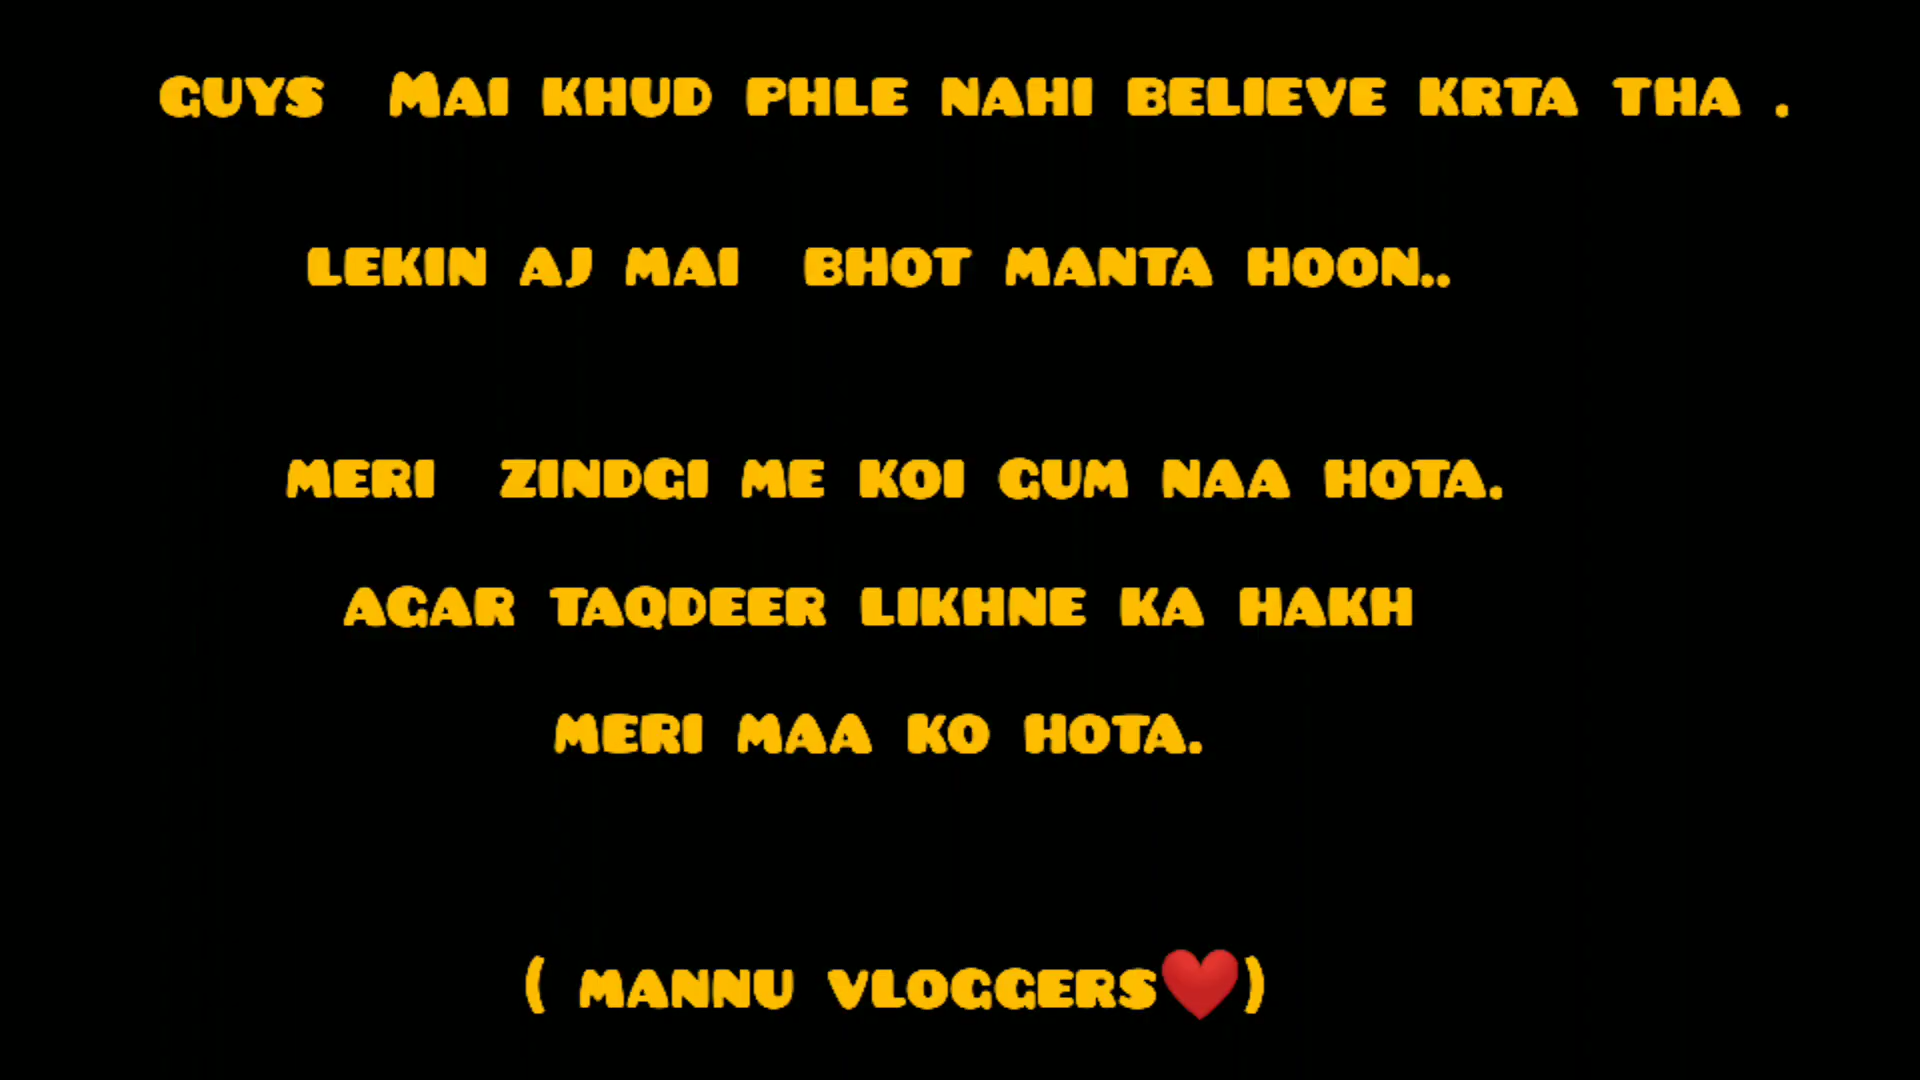 GUYS MAI KHUD PHLE NAHI BELIEVE KRTA THA .
LEKIN AJ MAI BHOT MANTA HOON..
MERI ZINDGI ME KOI GUM NAA HOTA.
AGAR TAQDEER LIKHNE KA HAKH
MERI MAA KO HOTA.
( MANNU VLOGGERS❤️)